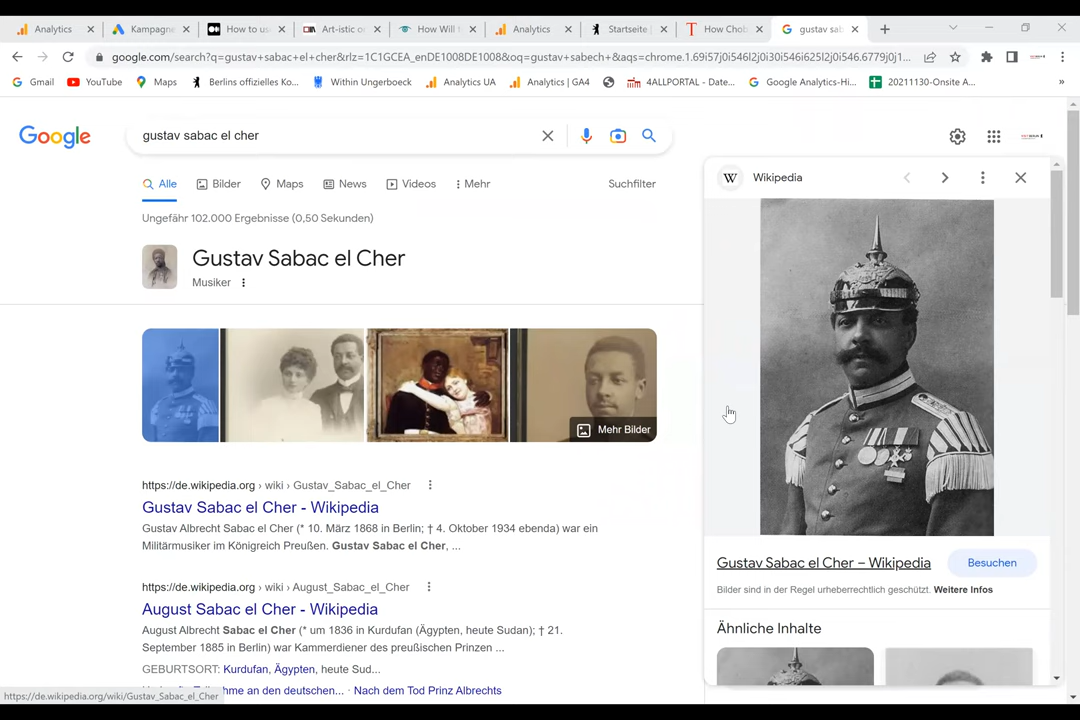 Analytics
Kampagne
How to us
Art-istic o
How Will
Analytics
Startseite
How Chob
gustav sab
google.com/search?q=gustav+sabac+el+cher&rlz=1C1GCEA_enDE1008DE1008&oq=gustav+sabech+&aqs=chrome.1.69i57j0i546l2j0i30i546i625l2j0i546.6779j0j1...
Gmail
YouTube
Maps
Berlins offizielles Ko...
Within Ungerboeck
Analytics UA
Analytics | GA4
4ALLPORTAL - Date...
Google Analytics-Hi...
20211130-Onsite A...
»
Google
gustav sabac el cher
Alle
Bilder
Maps
News
Videos
Mehr
Suchfilter
Ungefähr 102.000 Ergebnisse (0,50 Sekunden)
Gustav Sabac el Cher
Musiker
Mehr Bilder
https://de.wikipedia.org › wiki › Gustav_Sabac_el_Cher
Gustav Sabac el Cher - Wikipedia
Gustav Albrecht Sabac el Cher (* 10. März 1868 in Berlin; † 4. Oktober 1934 ebenda) war ein
Militärmusiker im Königreich Preußen. Gustav Sabac el Cher, ...
https://de.wikipedia.org › wiki › August_Sabac_el_Cher
August Sabac el Cher - Wikipedia
August Albrecht Sabac el Cher (* um 1836 in Kurdufan (Ägypten, heute Sudan); † 21.
September 1885 in Berlin) war Kammerdiener des preußischen Prinzen ...
GEBURTSORT: Kurdufan, Ägypten, heute Sud...
an den deutschen... · Nach dem Tod Prinz Albrechts
https://de.wikipedia.org/wiki/Gustav_Sabac_el_Cher
W Wikipedia
Gustav Sabac el Cher – Wikipedia
Besuchen
Bilder sind in der Regel urheberrechtlich geschützt. Weitere Infos
Ähnliche Inhalte